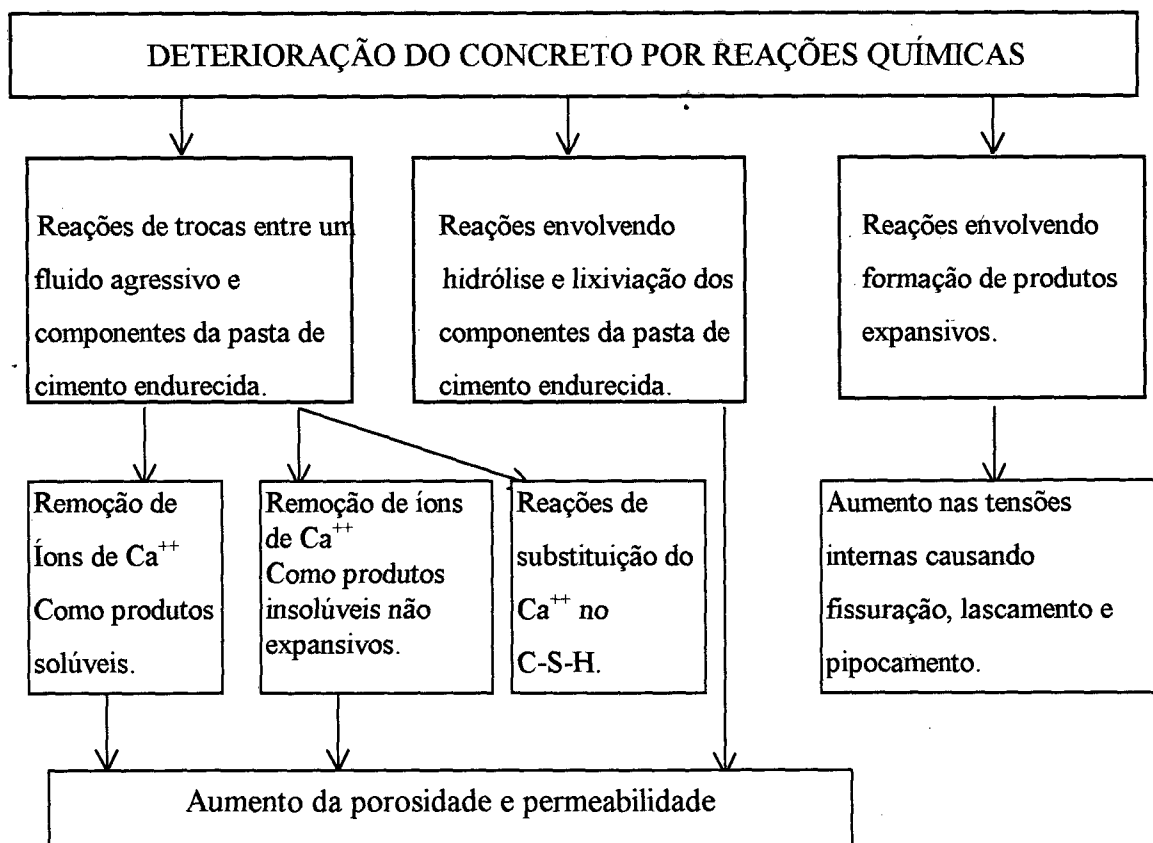 DETERIORAÇÃO DO CONCRETO POR REAÇÕES QUÍMICAS
Reações de trocas entre um
fluido agressivo e
componentes da pasta de
cimento endurecida.
Reações envolvendo
hidrólise e lixiviação dos
componentes da pasta de
cimento endurecida.
Reações envolvendo
formação de produtos
expansivos.
Remoção de
Íons de Ca⁺⁺
Como produtos
solúveis.
Remoção de íons
de Ca⁺⁺
Como produtos
insolúveis não
expansivos.
Reações de
substituição do
Ca⁺⁺ no
C-S-H.
Aumento nas tensões
internas causando
fissuração, lascamento e
pipocamento.
Aumento da porosidade e permeabilidade